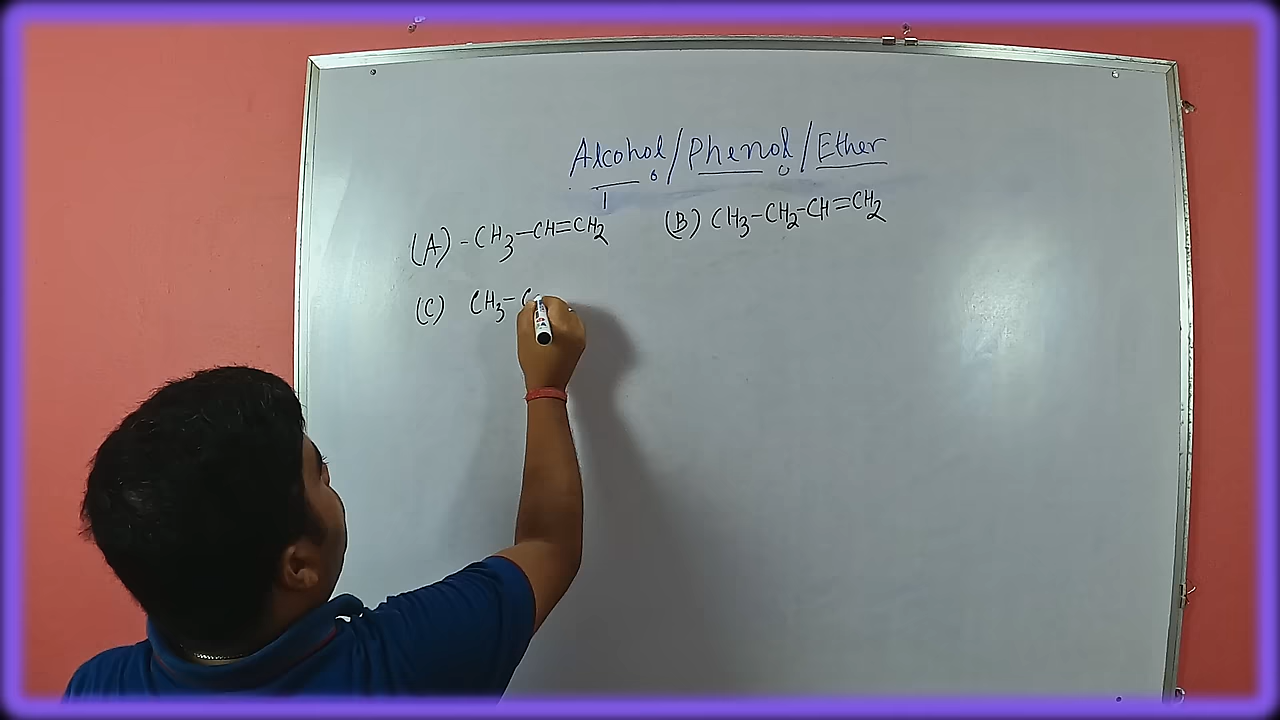 Alcohol/Phenol/Ether
(A) - CH3-CH=CH2 (B) CH3-CH2-CH=CH2
(C) CH3-C